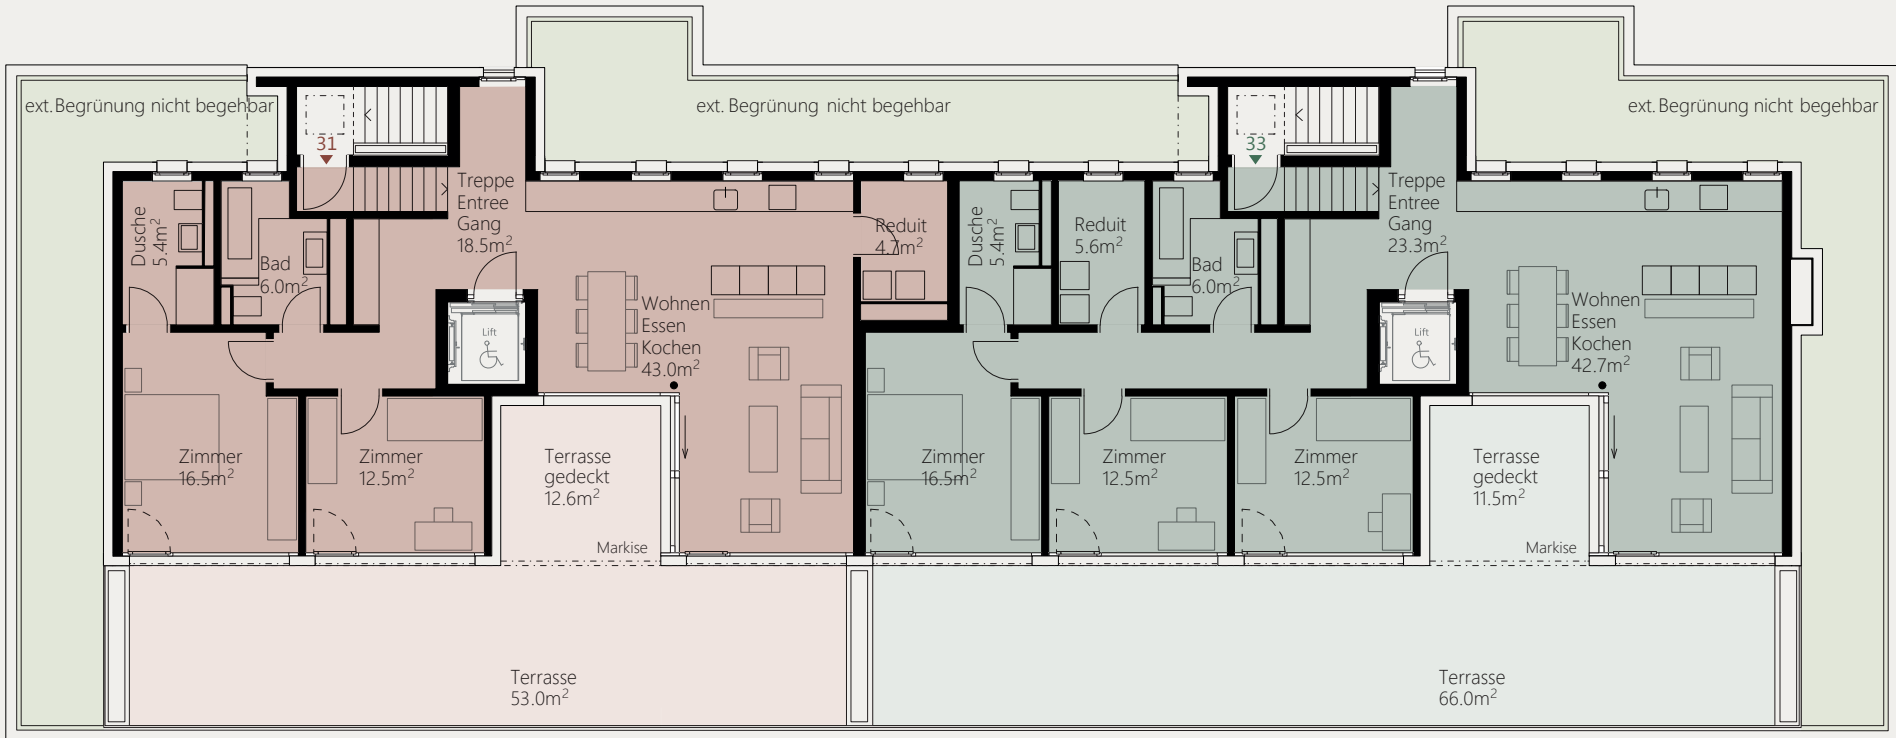 ext. Begrünung nicht begehbar
ext. Begrünung nicht begehbar
ext. Begrünung nicht begehbar
31
33
Treppe
Entree
Gang
18.5m²
Dusche
5.4m²
Bad
6.0m²
Reduit
4.7m²
Lift
Wohnen
Essen
Kochen
43.0m²
Zimmer
16.5m²
Zimmer
12.5m²
Terrasse
gedeckt
12.6m²
Markise
Terrasse
53.0m²
Dusche
5.4m²
Reduit
5.6m²
Bad
6.0m²
Treppe
Entree
Gang
23.3m²
Lift
Wohnen
Essen
Kochen
42.7m²
Zimmer
16.5m²
Zimmer
12.5m²
Zimmer
12.5m²
Terrasse
gedeckt
11.5m²
Markise
Terrasse
66.0m²